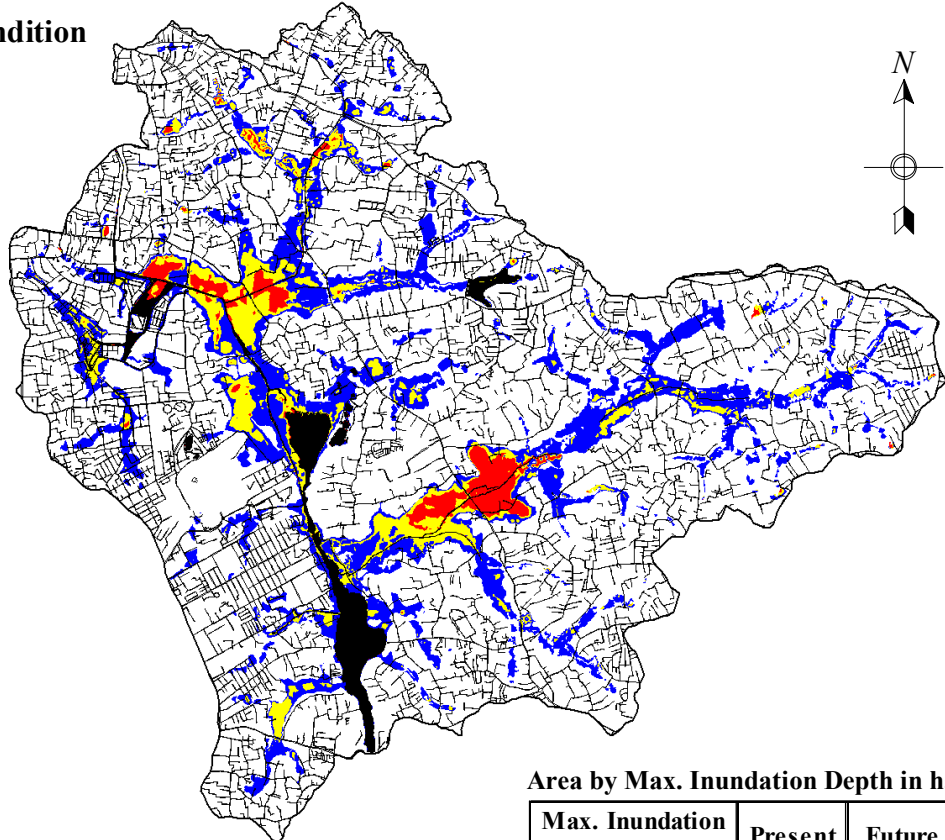 ndition
N
Area by Max. Inundation Depth in h
Max. Inundation
Present
Future